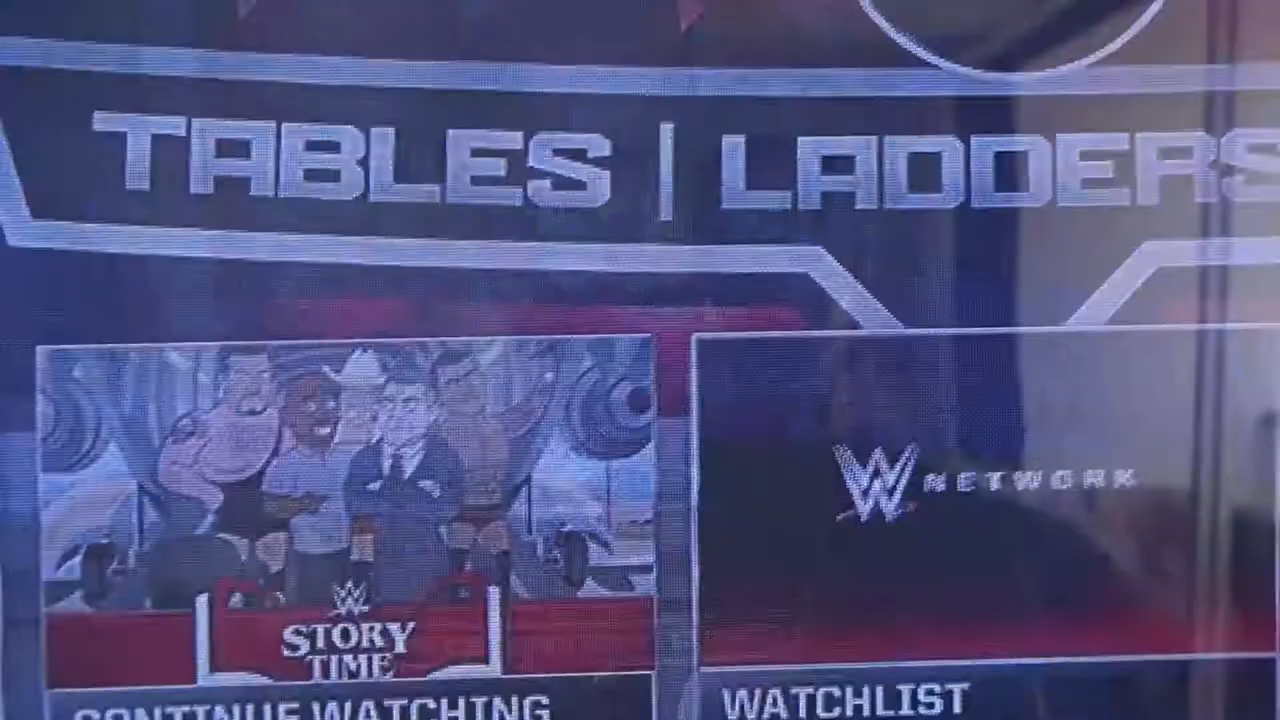 TABLES | LADDERS
W NETWORK
W
STORY
TIME
CONTINUE WATCHING
WATCHLIST